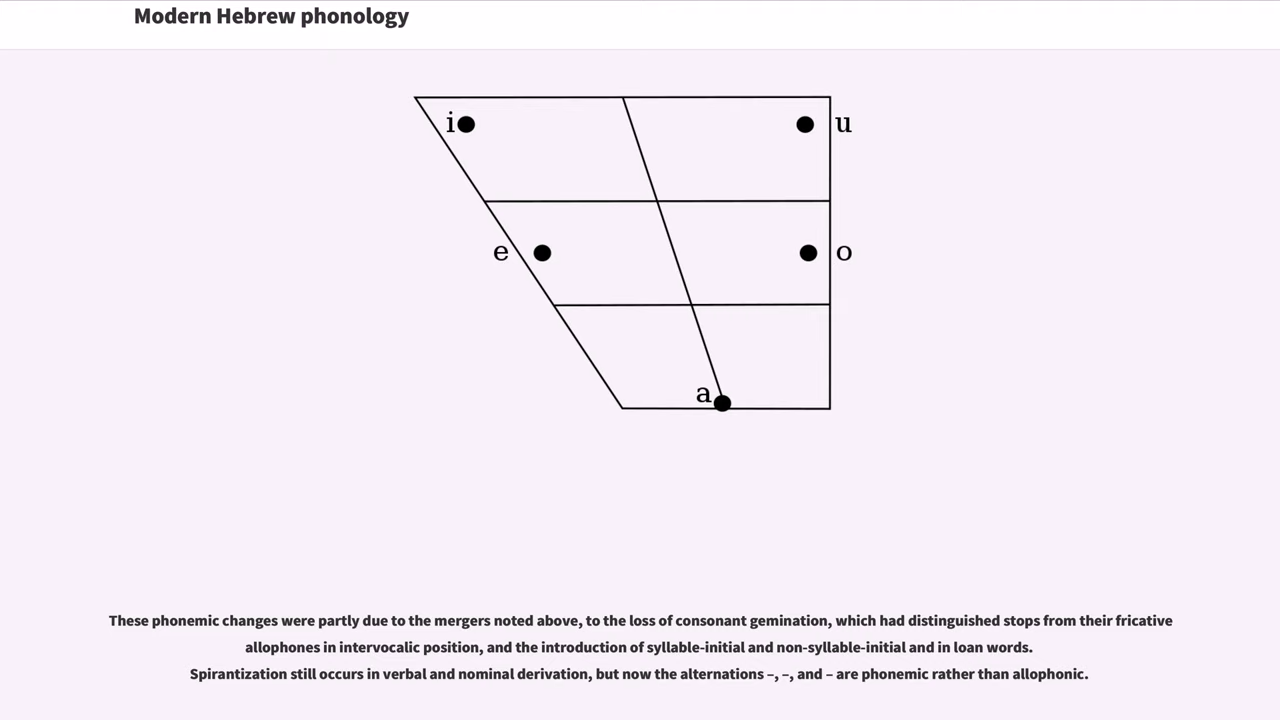 Modern Hebrew phonology
i
u
e
o
a
These phonemic changes were partly due to the mergers noted above, to the loss of consonant gemination, which had distinguished stops from their fricative
allophones in intervocalic position, and the introduction of syllable-initial and non-syllable-initial and in loan words.
Spirantization still occurs in verbal and nominal derivation, but now the alternations –, –, and – are phonemic rather than allophonic.